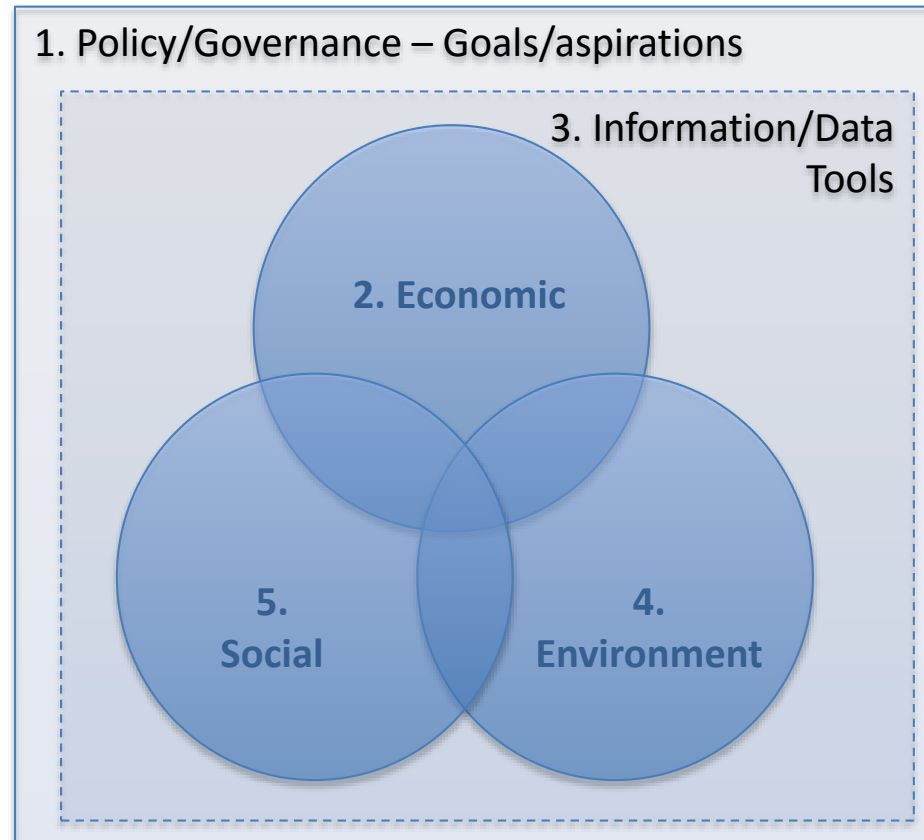 1. Policy/Governance – Goals/aspirations
3. Information/Data
Tools
2. Economic
5.
Social
4.
Environment